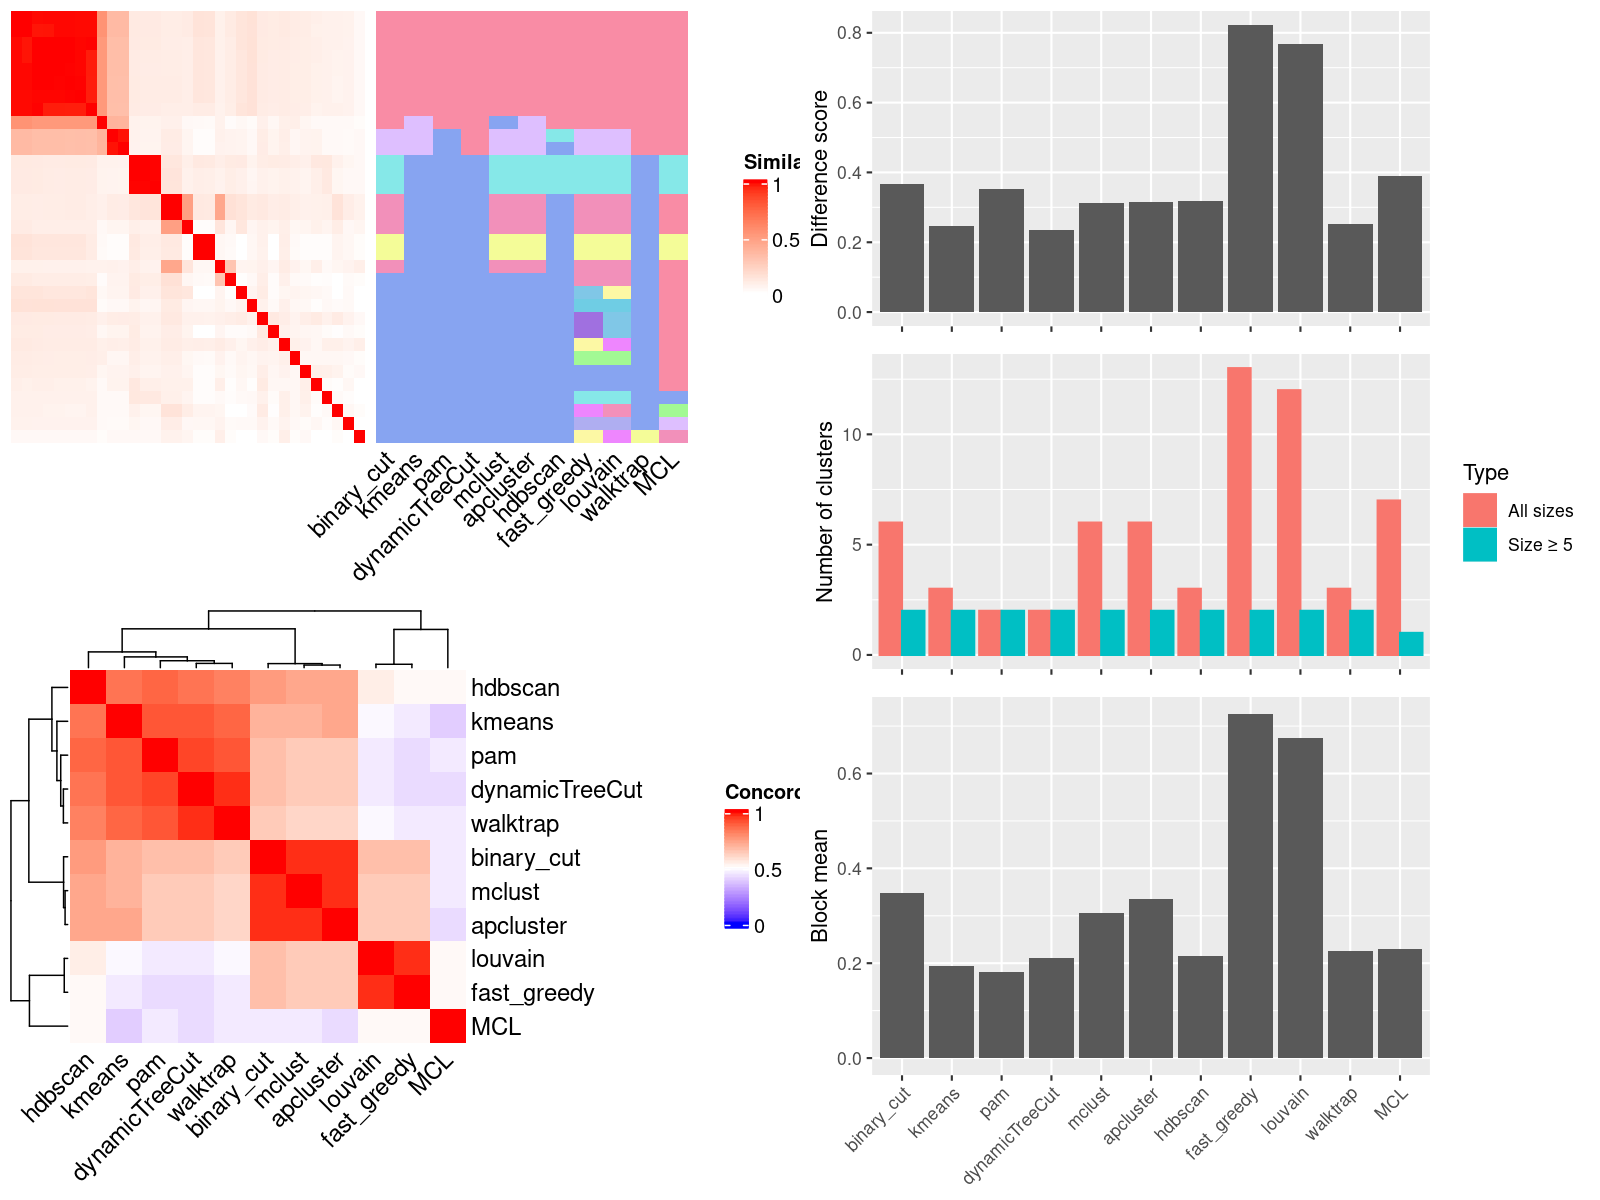 Simila
1
0.5
0
binary_cut
kmeans
pam
dynamicTreeCut
mclust
apcluster
hdbscan
fast_greedy
louvain
walktrap
MCL
hdbscan
kmeans
pam
dynamicTreeCut
walktrap
binary_cut
mclust
apcluster
louvain
fast_greedy
MCL
Concord
1
0.5
0
hdbscan
kmeans
pam
dynamicTreeCut
walktrap
binary_cut
mclust
apcluster
louvain
fast_greedy
MCL
Difference score
0.8
0.6
0.4
0.2
0.0
Number of clusters
10
5
0
Type
All sizes
Size ≥ 5
Block mean
0.6
0.4
0.2
0.0
binary_cut
kmeans
pam
dynamicTreeCut
mclust
apcluster
hdbscan
fast_greedy
louvain
walktrap
MCL